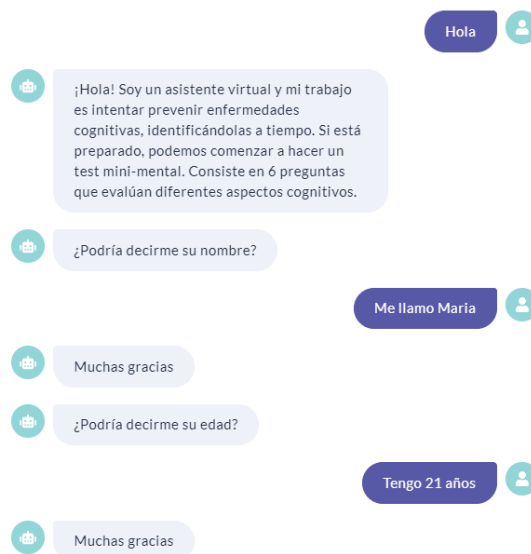 Hola
¡Hola! Soy un asistente virtual y mi trabajo
es intentar prevenir enfermedades
cognitivas, identificándolas a tiempo. Si está
preparado, podemos comenzar a hacer un
test mini-mental. Consiste en 6 preguntas
que evalúan diferentes aspectos cognitivos.
¿Podría decirme su nombre?
Me llamo Maria
Muchas gracias
¿Podría decirme su edad?
Tengo 21 años
Muchas gracias